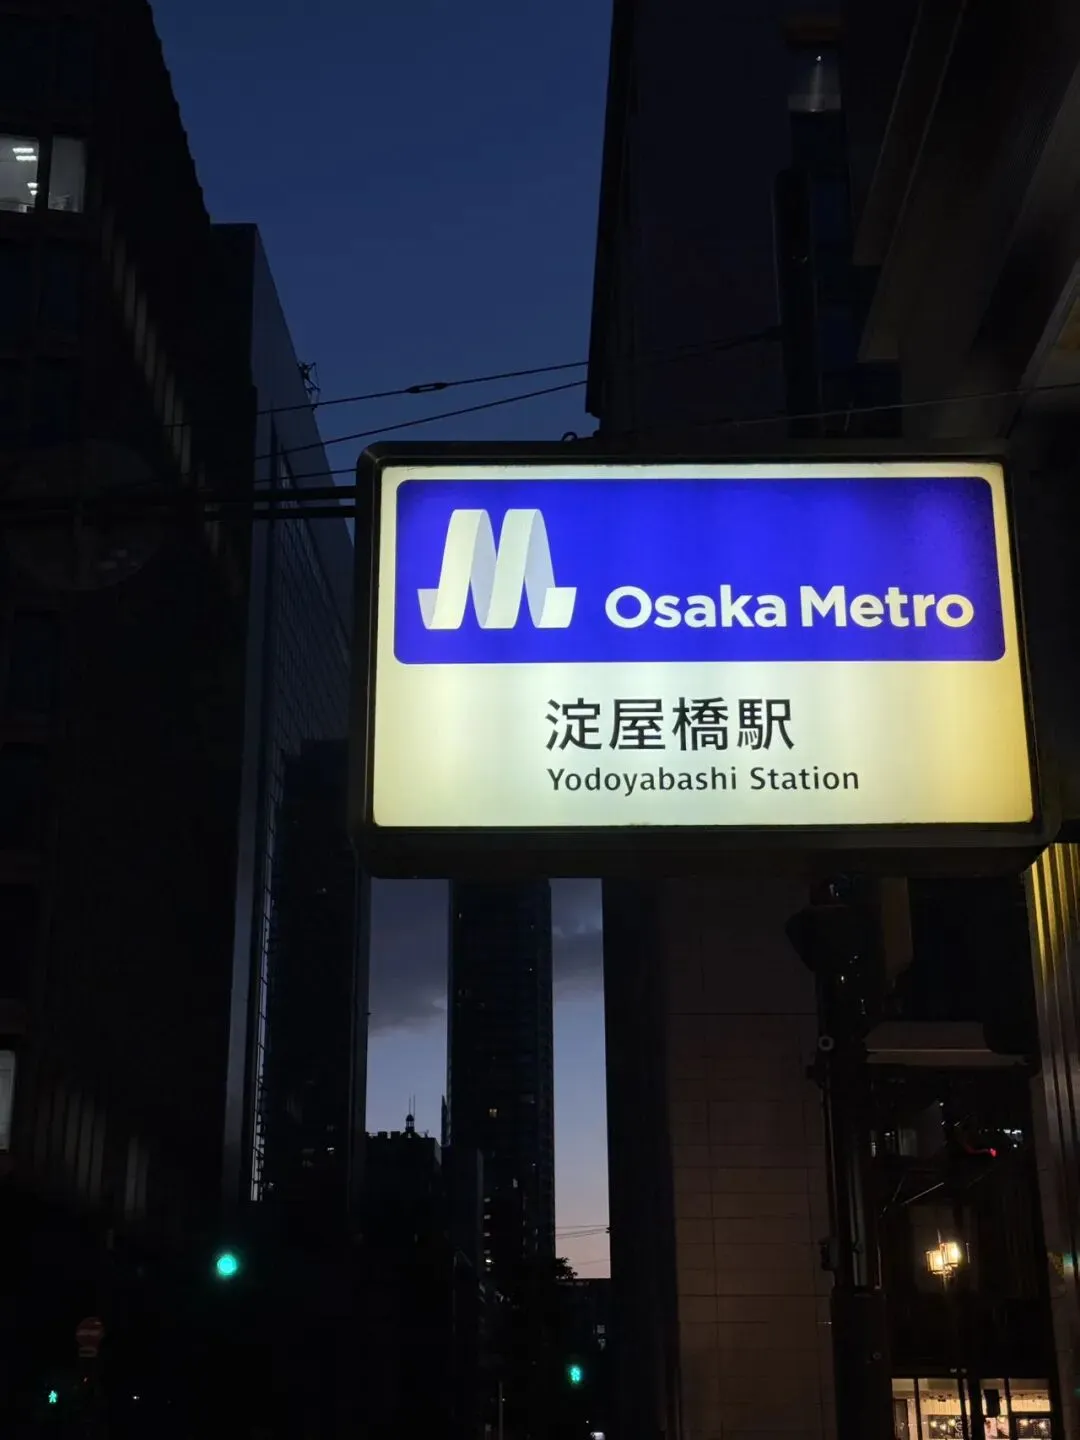 Osaka Metro
淀屋橋駅
Yodoyabashi Station